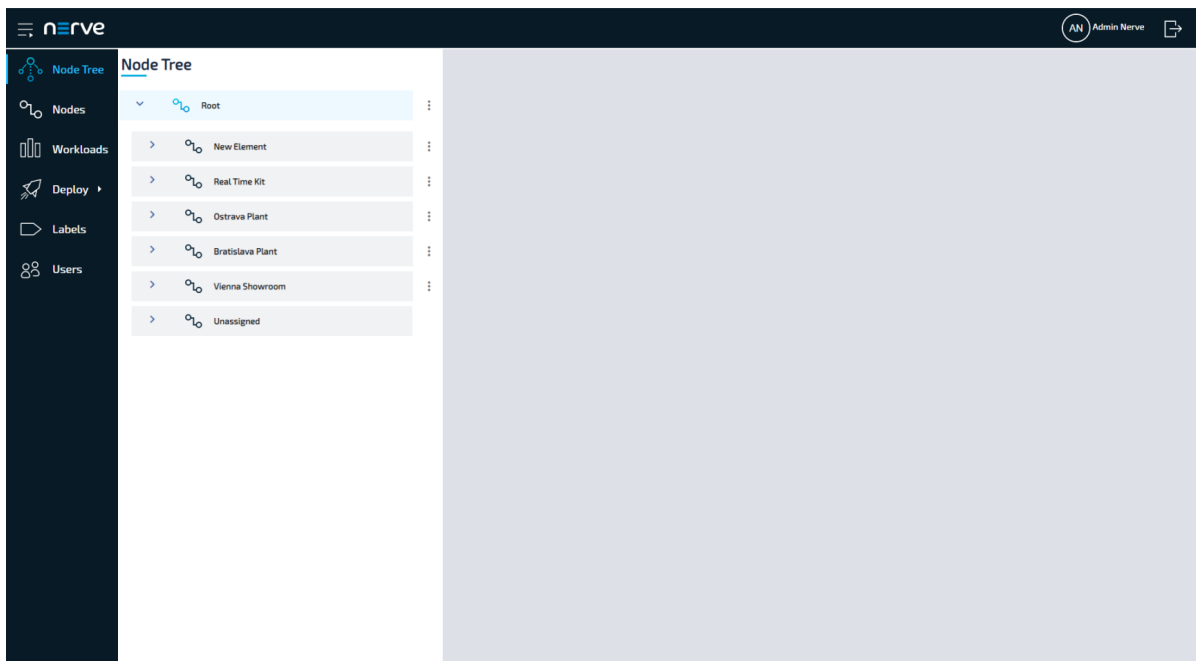 nerve
AN Admin Nerve
Node Tree
Nodes
Workloads
Deploy
Labels
Users
Node Tree
Root
New Element
Real Time Kit
Ostrava Plant
Bratislava Plant
Vienna Showroom
Unassigned